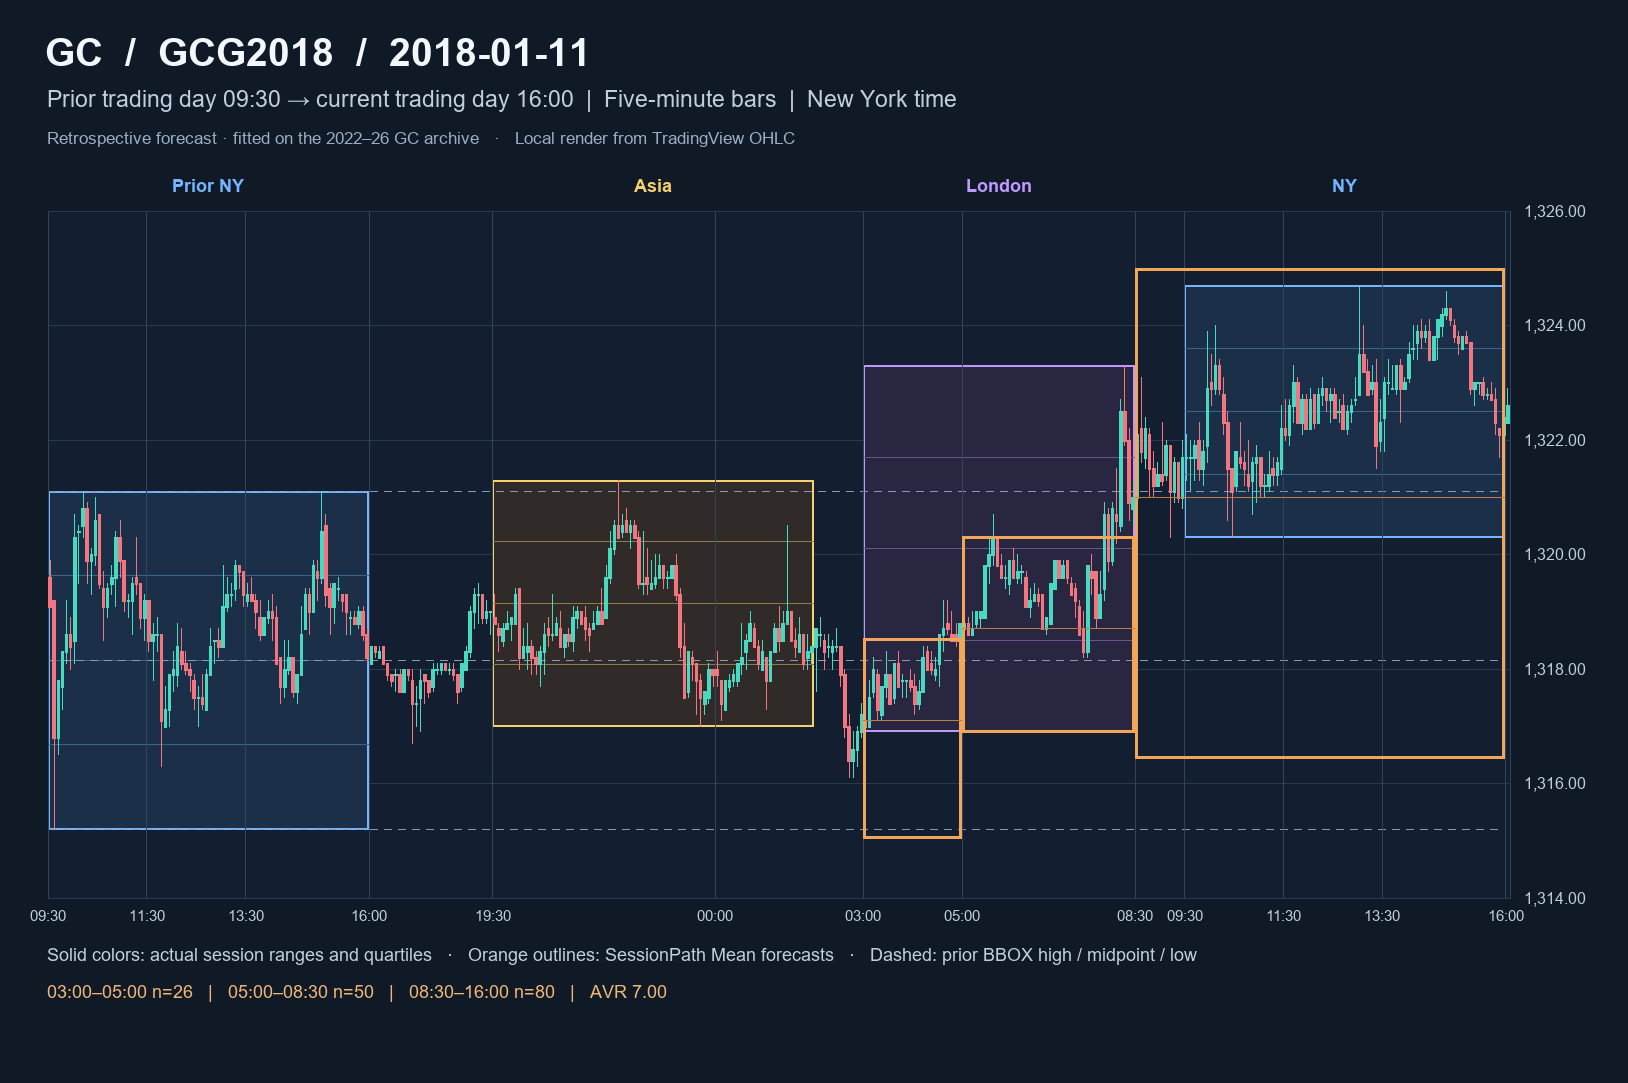 GC / GCG2018 / 2018-01-11
Prior trading day 09:30 → current trading day 16:00 | Five-minute bars | New York time
Retrospective forecast · fitted on the 2022–26 GC archive · Local render from TradingView OHLC
Prior NY Asia London NY
1,326.00
1,324.00
1,322.00
1,320.00
1,318.00
1,316.00
1,314.00
09:30 11:30 13:30 16:00 19:30 00:00 03:00 05:00 08:30 09:30 11:30 13:30 16:00
Solid colors: actual session ranges and quartiles · Orange outlines: SessionPath Mean forecasts · Dashed: prior BBOX high / midpoint / low
03:00–05:00 n=26 | 05:00–08:30 n=50 | 08:30–16:00 n=80 | AVR 7.00